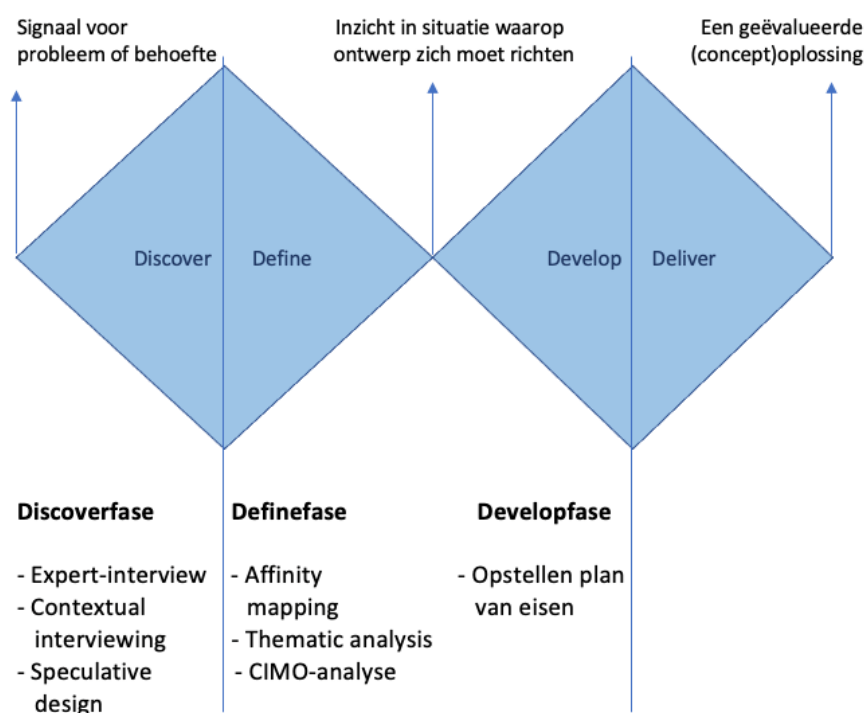 Signaal voor
probleem of behoefte
Inzicht in situatie waarop
ontwerp zich moet richten
Een geëvalueerde
(concept)oplossing
Discover
Define
Develop
Deliver
Discoverfase
- Expert-interview
- Contextual
interviewing
- Speculative
design
Definefase
- Affinity
mapping
- Thematic analysis
- CIMO-analyse
Developfase
- Opstellen plan
van eisen